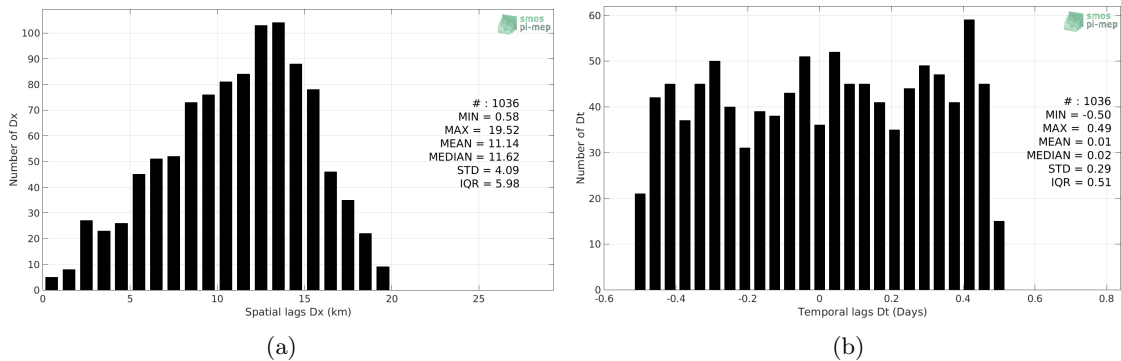 smos
pi-mep
100
90
80
70
60
50
40
30
20
10
0
Number of Dx
# : 1036
MIN = 0.58
MAX = 19.52
MEAN = 11.14
MEDIAN = 11.62
STD = 4.09
IQR = 5.98
0 5 10 15 20 25
Spatial lags Dx (km)
(a)
smos
pi-mep
60
50
40
30
20
10
0
Number of Dt
# : 1036
MIN = -0.50
MAX = 0.49
MEAN = 0.01
MEDIAN = 0.02
STD = 0.29
IQR = 0.51
-0.6 -0.4 -0.2 0 0.2 0.4 0.6 0.8
Temporal lags Dt (Days)
(b)